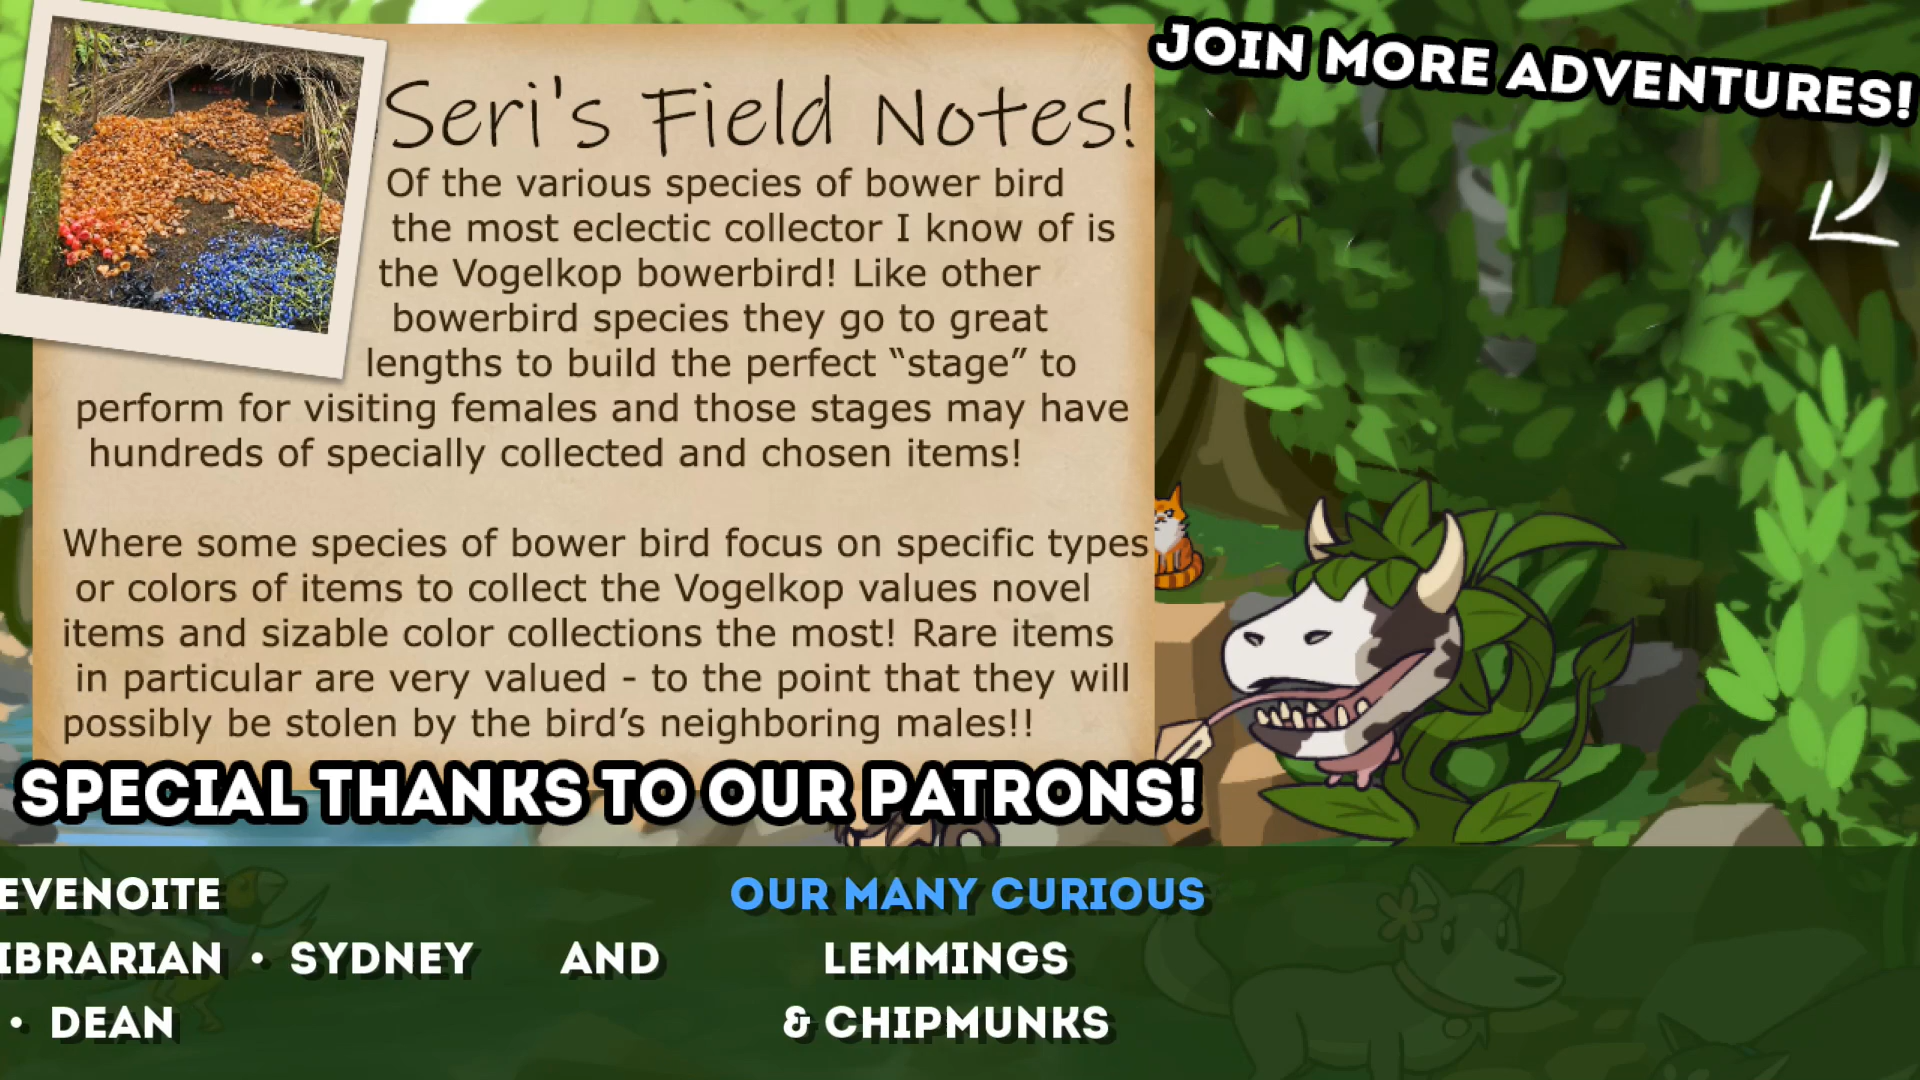 JOIN MORE ADVENTURES!
Seri's Field Notes!
Of the various species of bower bird
the most eclectic collector I know of is
the Vogelkop bowerbird! Like other
bowerbird species they go to great
lengths to build the perfect “stage” to
perform for visiting females and those stages may have
hundreds of specially collected and chosen items!
Where some species of bower bird focus on specific types
or colors of items to collect the Vogelkop values novel
items and sizable color collections the most! Rare items
in particular are very valued - to the point that they will
possibly be stolen by the bird’s neighboring males!!
SPECIAL THANKS TO OUR PATRONS!
EVENOITE
IBRARIAN • SYDNEY
• DEAN
AND
OUR MANY CURIOUS
LEMMINGS
& CHIPMUNKS